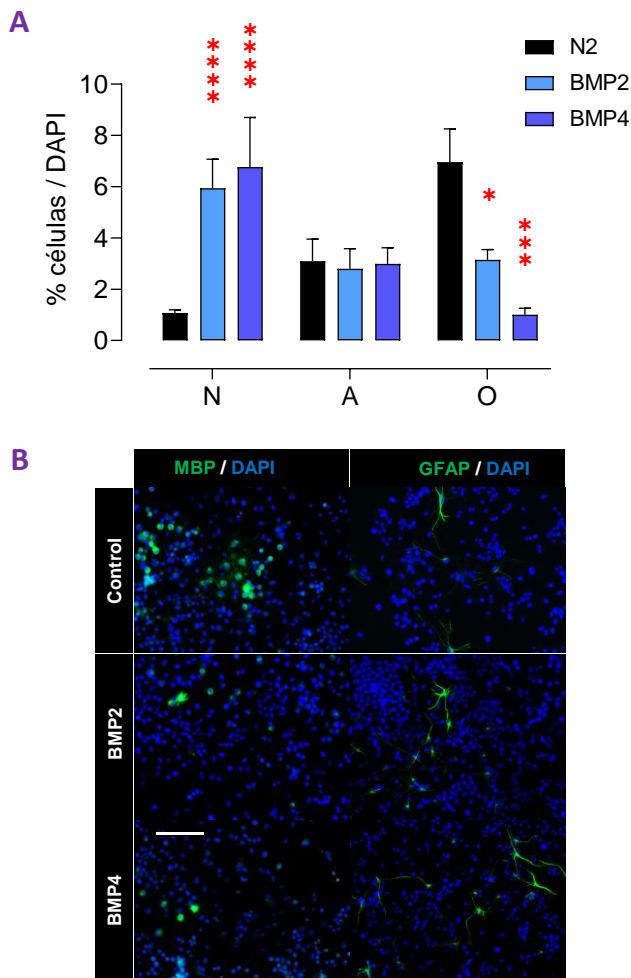 A
****
****
N2
BMP2
BMP4
% células / DAPI
10
8
6
4
2
0
*
***
N
A
O
B
MBP / DAPI
GFAP / DAPI
Control
BMP2
BMP4